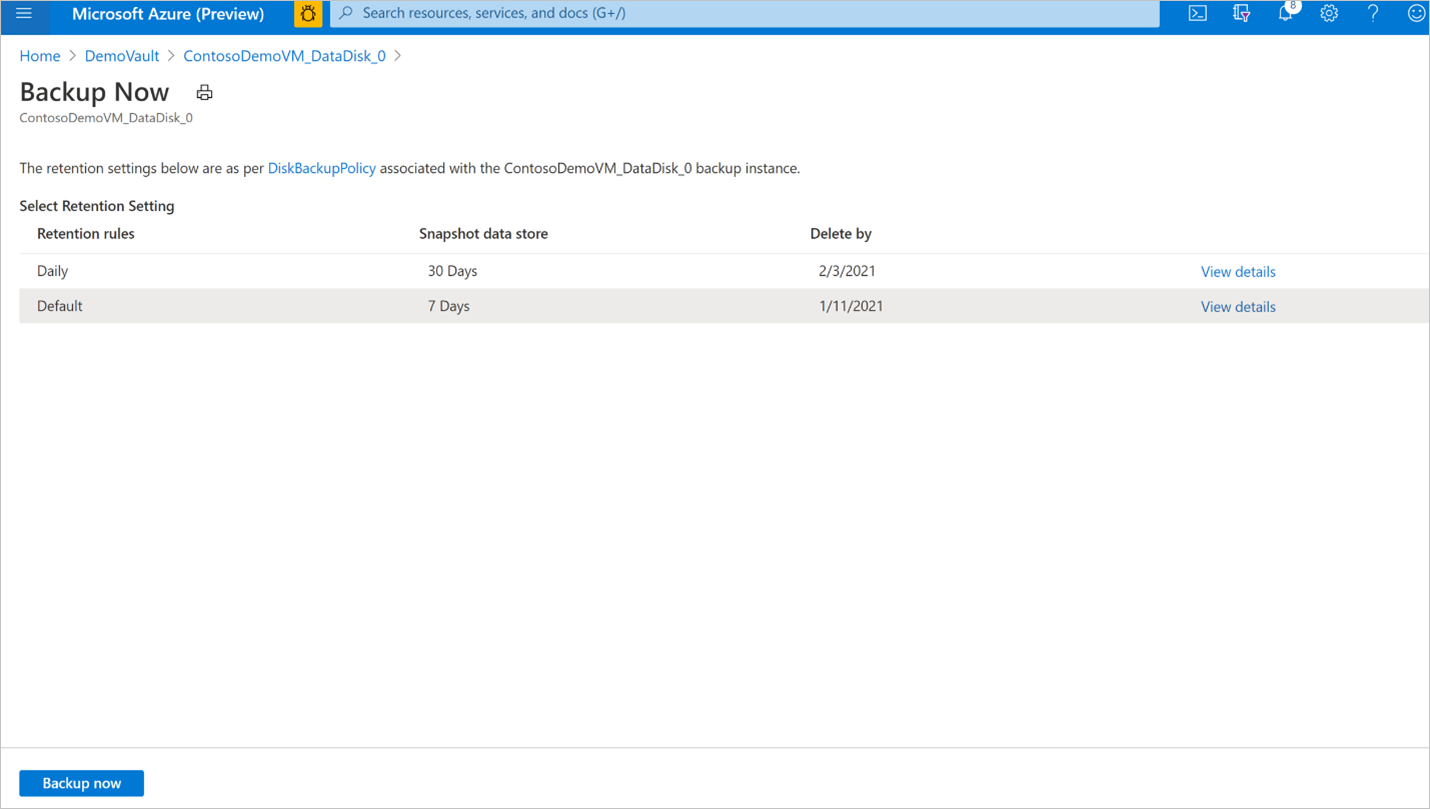 Microsoft Azure (Preview)
Search resources, services, and docs (G+/)
8
Home > DemoVault > ContosoDemoVM_DataDisk_0 >
Backup Now
ContosoDemoVM_DataDisk_0
The retention settings below are as per DiskBackupPolicy associated with the ContosoDemoVM_DataDisk_0 backup instance.
Select Retention Setting
Retention rules Snapshot data store Delete by
Daily 30 Days 2/3/2021 View details
Default 7 Days 1/11/2021 View details
Backup now